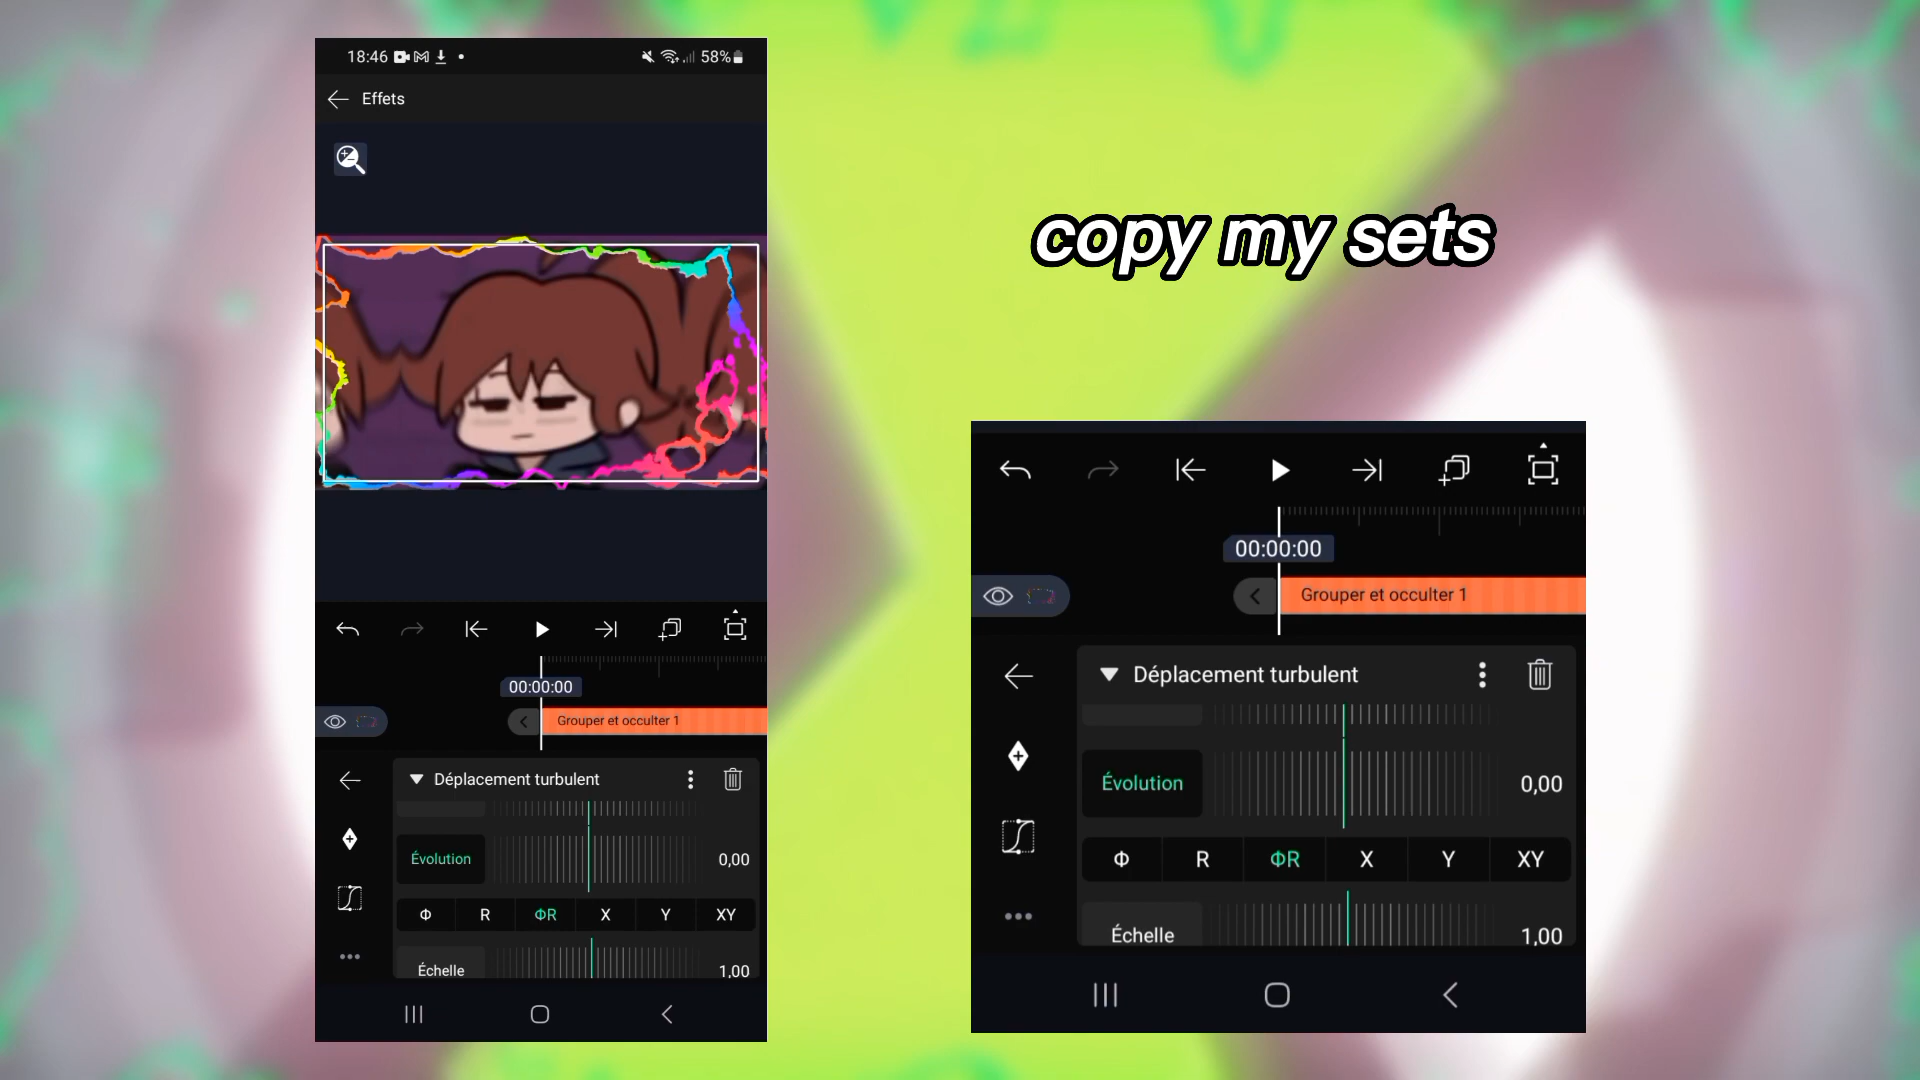 18:46
58%
Effets
00:00:00
Grouper et occulter 1
Déplacement turbulent
Évolution
0,00
Φ R ΦR X Y XY
Échelle
1,00
copy my sets
00:00:00
Grouper et occulter 1
Déplacement turbulent
Évolution
0,00
Φ R ΦR X Y XY
Échelle
1,00